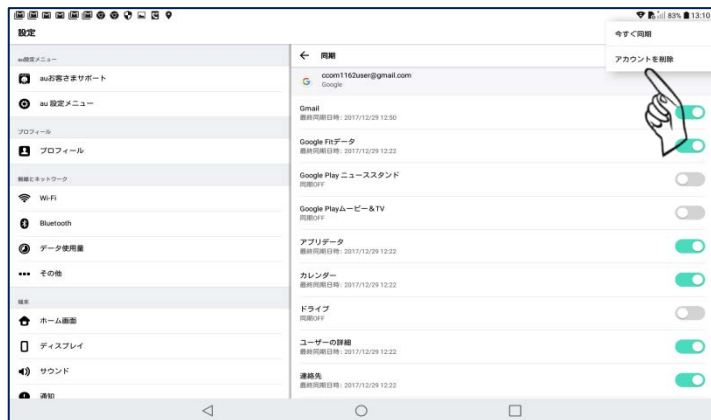 83% 13:10
設定
今すぐ同期
アカウントを削除
au設定メニュー
auお客さまサポート
au 設定メニュー
プロフィール
プロフィール
無線とネットワーク
Wi-Fi
Bluetooth
データ使用量
その他
端末
ホーム画面
ディスプレイ
サウンド
通知
同期
ccom1162user@gmail.com
Google
Gmail
最終同期日時: 2017/12/29 12:50
Google Fitデータ
最終同期日時: 2017/12/29 12:22
Google Play ニューススタンド
同期OFF
Google Playムービー＆TV
同期OFF
アプリデータ
最終同期日時: 2017/12/29 12:22
カレンダー
最終同期日時: 2017/12/29 12:22
ドライブ
同期OFF
ユーザーの詳細
最終同期日時: 2017/12/29 12:22
連絡先
最終同期日時: 2017/12/29 12:22